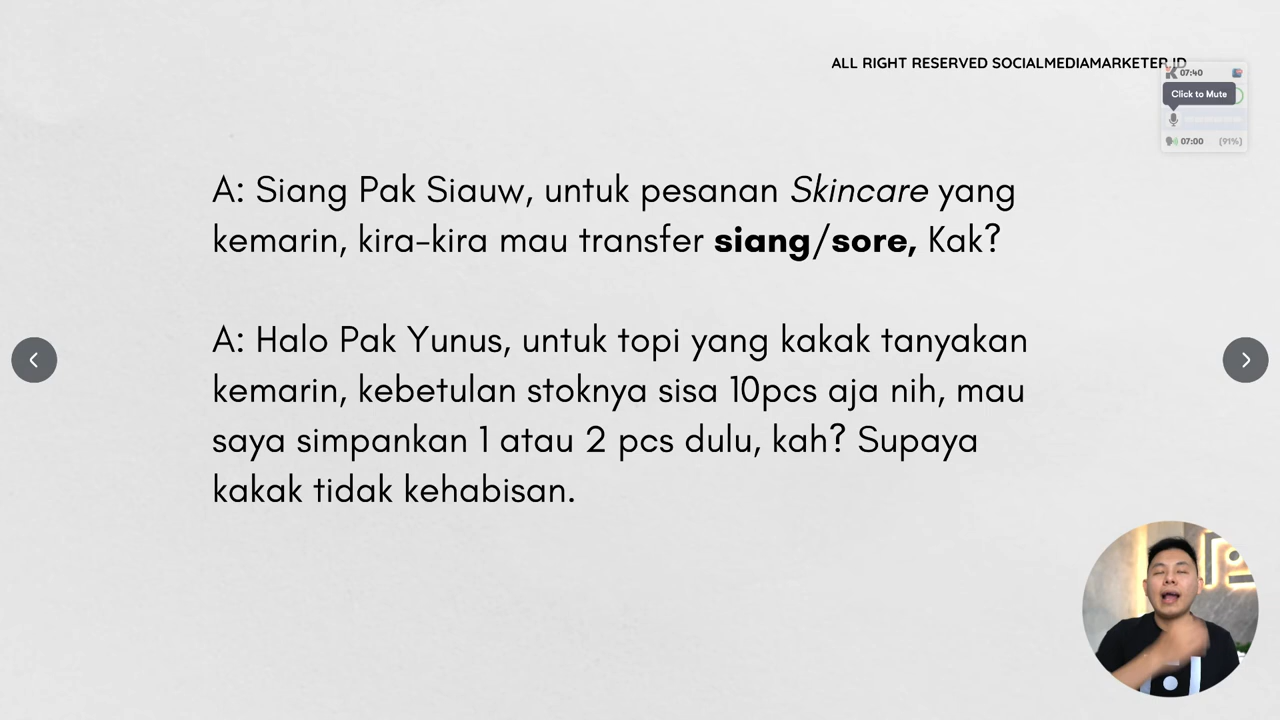 ALL RIGHT RESERVED SOCIALMEDIAMARKETER.ID
07:40
Click to Mute
07:00 (91%)
A: Siang Pak Siauw, untuk pesanan Skincare yang
kemarin, kira-kira mau transfer siang/sore, Kak?
A: Halo Pak Yunus, untuk topi yang kakak tanyakan
kemarin, kebetulan stoknya sisa 10pcs aja nih, mau
saya simpankan 1 atau 2 pcs dulu, kah? Supaya
kakak tidak kehabisan.